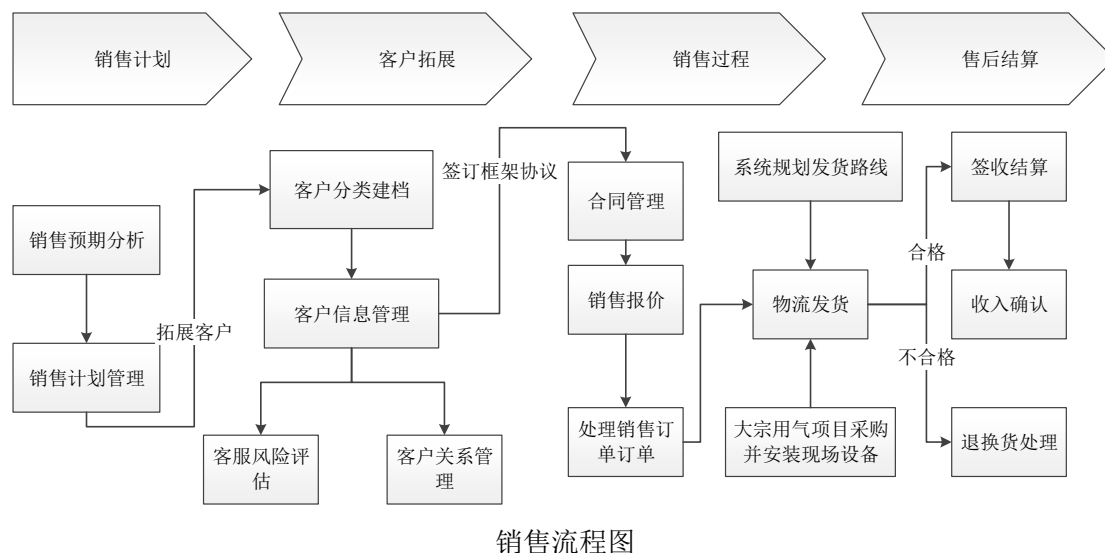 销售计划
客户拓展
销售过程
售后结算
销售预期分析
销售计划管理
拓展客户
客户分类建档
客户信息管理
客服风险评
估
客户关系管
理
签订框架协议
合同管理
销售报价
处理销售订
单订单
系统规划发货路线
物流发货
大宗用气项目采购
并安装现场设备
合格
不合格
签收结算
收入确认
退换货处理
销售流程图